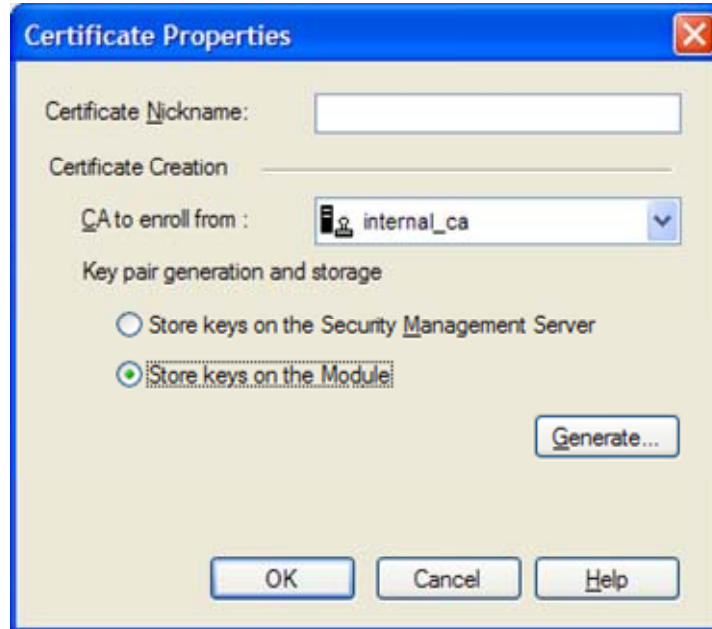 Certificate Properties
Certificate Nickname:
Certificate Creation
CA to enroll from : internal_ca
Key pair generation and storage
Store keys on the Security Management Server
Store keys on the Module
Generate...
OK Cancel Help